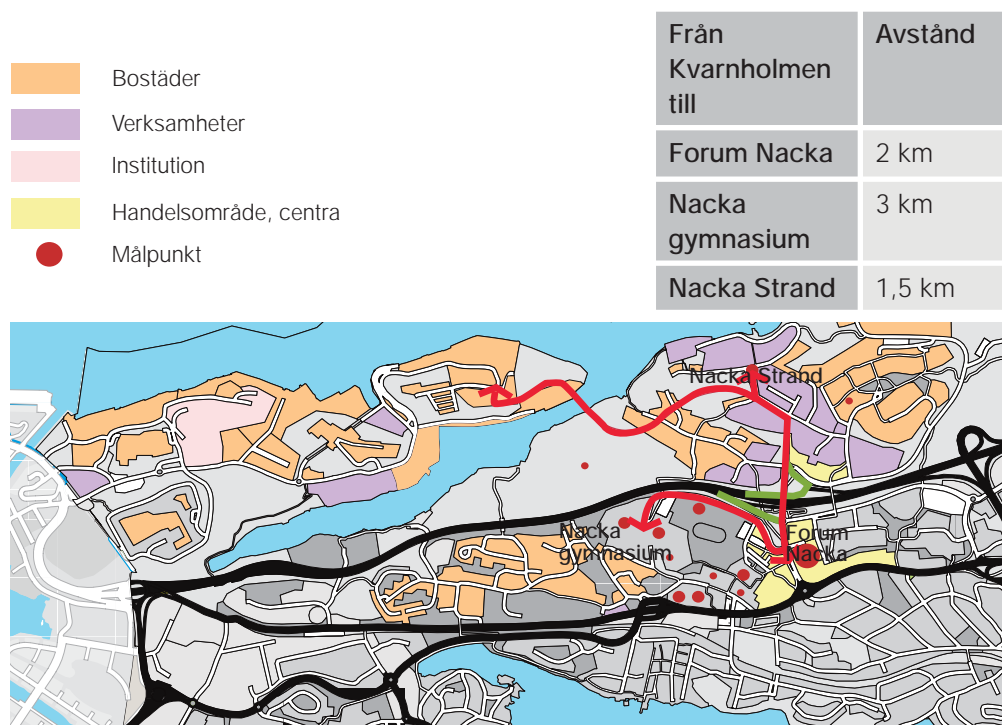 Bostäder
Verksamheter
Institution
Handelsområde, centra
Målpunkt
Från
Kvarnholmen
till
Avstånd
Forum Nacka
2 km
Nacka
gymnasium
3 km
Nacka Strand
1,5 km
Nacka Strand
Nacka
gymnasium
Forum
Nacka